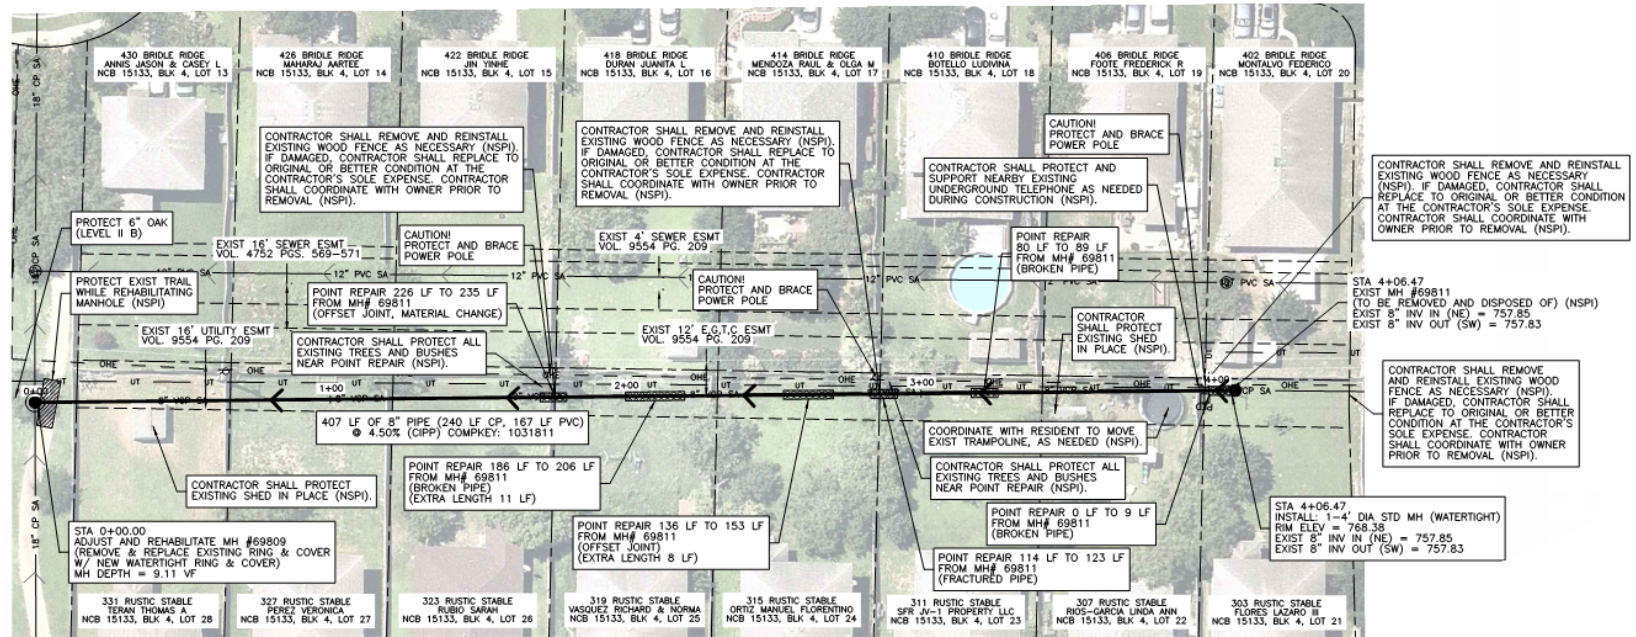 430 BRIDLE RIDGE
ANNIS JASON & CASEY L
NCB 15133, BLK 4, LOT 13
426 BRIDLE RIDGE
MAHARAJ AARTEE
NCB 15133, BLK 4, LOT 14
422 BRIDLE RIDGE
JIN YINHE
NCB 15133, BLK 4, LOT 15
418 BRIDLE RIDGE
DURAN JUANITA L
NCB 15133, BLK 4, LOT 16
414 BRIDLE RIDGE
MENDOZA RAUL & OLGA M
NCB 15133, BLK 4, LOT 17
410 BRIDLE RIDGE
BOTELLO LUDIVINA
NCB 15133, BLK 4, LOT 18
406 BRIDLE RIDGE
FOOTE FREDERICK R
NCB 15133, BLK 4, LOT 19
402 BRIDLE RIDGE
MONTALVO FEDERICO
NCB 15133, BLK 4, LOT 20
OHE
18" CP SA
CONTRACTOR SHALL REMOVE AND REINSTALL
EXISTING WOOD FENCE AS NECESSARY (NSPI).
IF DAMAGED, CONTRACTOR SHALL REPLACE TO
ORIGINAL OR BETTER CONDITION AT THE
CONTRACTOR'S SOLE EXPENSE. CONTRACTOR
SHALL COORDINATE WITH OWNER PRIOR TO
REMOVAL (NSPI).
CONTRACTOR SHALL REMOVE AND REINSTALL
EXISTING WOOD FENCE AS NECESSARY (NSPI).
IF DAMAGED, CONTRACTOR SHALL REPLACE TO
ORIGINAL OR BETTER CONDITION AT THE
CONTRACTOR'S SOLE EXPENSE. CONTRACTOR
SHALL COORDINATE WITH OWNER PRIOR TO
REMOVAL (NSPI).
CAUTION!
PROTECT AND BRACE
POWER POLE
CONTRACTOR SHALL PROTECT AND
SUPPORT NEARBY EXISTING
UNDERGROUND TELEPHONE AS NEEDED
DURING CONSTRUCTION (NSPI).
CONTRACTOR SHALL REMOVE AND REINSTALL
EXISTING WOOD FENCE AS NECESSARY
(NSPI). IF DAMAGED, CONTRACTOR SHALL
REPLACE TO ORIGINAL OR BETTER CONDITION
AT THE CONTRACTOR'S SOLE EXPENSE.
CONTRACTOR SHALL COORDINATE WITH
OWNER PRIOR TO REMOVAL (NSPI).
PROTECT 6" OAK
(LEVEL II B)
EXIST 16' SEWER ESMT
VOL. 4752 PGS. 569-571
CAUTION!
PROTECT AND BRACE
POWER POLE
EXIST 4' SEWER ESMT
VOL. 9554 PG. 209
POINT REPAIR
80 LF TO 89 LF
FROM MH# 69811
(BROKEN PIPE)
12" PVC SA
12" PVC SA
PROTECT EXIST TRAIL
WHILE REHABILITATING
MANHOLE (NSPI)
POINT REPAIR 226 LF TO 235 LF
FROM MH# 69811
(OFFSET JOINT, MATERIAL CHANGE)
CAUTION!
PROTECT AND BRACE
POWER POLE
STA 4+06.47
EXIST MH #69811
(TO BE REMOVED AND DISPOSED OF) (NSPI)
EXIST 8" INV IN (NE) = 757.85
EXIST 8" INV OUT (SW) = 757.83
EXIST 16' UTILITY ESMT
VOL. 9554 PG. 209
CONTRACTOR SHALL PROTECT ALL
EXISTING TREES AND BUSHES
NEAR POINT REPAIR (NSPI).
EXIST 12' E,G,T,C ESMT
VOL. 9554 PG. 209
CONTRACTOR
SHALL PROTECT
EXISTING SHED
IN PLACE (NSPI).
CONTRACTOR SHALL REMOVE
AND REINSTALL EXISTING WOOD
FENCE AS NECESSARY (NSPI).
IF DAMAGED, CONTRACTOR SHALL
REPLACE TO ORIGINAL OR BETTER
CONDITION AT THE CONTRACTOR'S
SOLE EXPENSE. CONTRACTOR
SHALL COORDINATE WITH OWNER
PRIOR TO REMOVAL (NSPI).
OHE
UT
1+00
UT
UT
2+00
UT
OHE
3+00
OHE
407 LF OF 8" PIPE (240 LF CP, 167 LF PVC)
@ 4.50% (CIPP) COMPKEY: 1031811
COORDINATE WITH RESIDENT TO MOVE
EXIST TRAMPOLINE, AS NEEDED (NSPI).
CONTRACTOR SHALL PROTECT
EXISTING SHED IN PLACE (NSPI).
POINT REPAIR 186 LF TO 206 LF
FROM MH# 69811
(BROKEN PIPE)
(EXTRA LENGTH 11 LF)
CONTRACTOR SHALL PROTECT ALL
EXISTING TREES AND BUSHES
NEAR POINT REPAIR (NSPI).
18" CP SA
STA 0+00.00
ADJUST AND REHABILITATE MH #69809
(REMOVE & REPLACE EXISTING RING & COVER
W/ NEW WATERTIGHT RING & COVER)
MH DEPTH = 9.11 VF
POINT REPAIR 136 LF TO 153 LF
FROM MH# 69811
(OFFSET JOINT)
(EXTRA LENGTH 8 LF)
POINT REPAIR 0 LF TO 9 LF
FROM MH# 69811
(BROKEN PIPE)
POINT REPAIR 114 LF TO 123 LF
FROM MH# 69811
(FRACTURED PIPE)
STA 4+06.47
INSTALL: 1-4' DIA STD MH (WATERTIGHT)
RIM ELEV = 768.38
EXIST 8" INV IN (NE) = 757.85
EXIST 8" INV OUT (SW) = 757.83
331 RUSTIC STABLE
TERAN THOMAS A
NCB 15133, BLK 4, LOT 28
327 RUSTIC STABLE
PEREZ VERONICA
NCB 15133, BLK 4, LOT 27
323 RUSTIC STABLE
RUBIO SARAH
NCB 15133, BLK 4, LOT 26
319 RUSTIC STABLE
VASQUEZ RICHARD & NORMA
NCB 15133, BLK 4, LOT 25
315 RUSTIC STABLE
ORTIZ MANUEL FLORENTINO
NCB 15133, BLK 4, LOT 24
311 RUSTIC STABLE
SFR JV-1 PROPERTY LLC
NCB 15133, BLK 4, LOT 23
307 RUSTIC STABLE
RIOS-GARCIA LINDA ANN
NCB 15133, BLK 4, LOT 22
303 RUSTIC STABLE
FLORES LAZARO III
NCB 15133, BLK 4, LOT 21